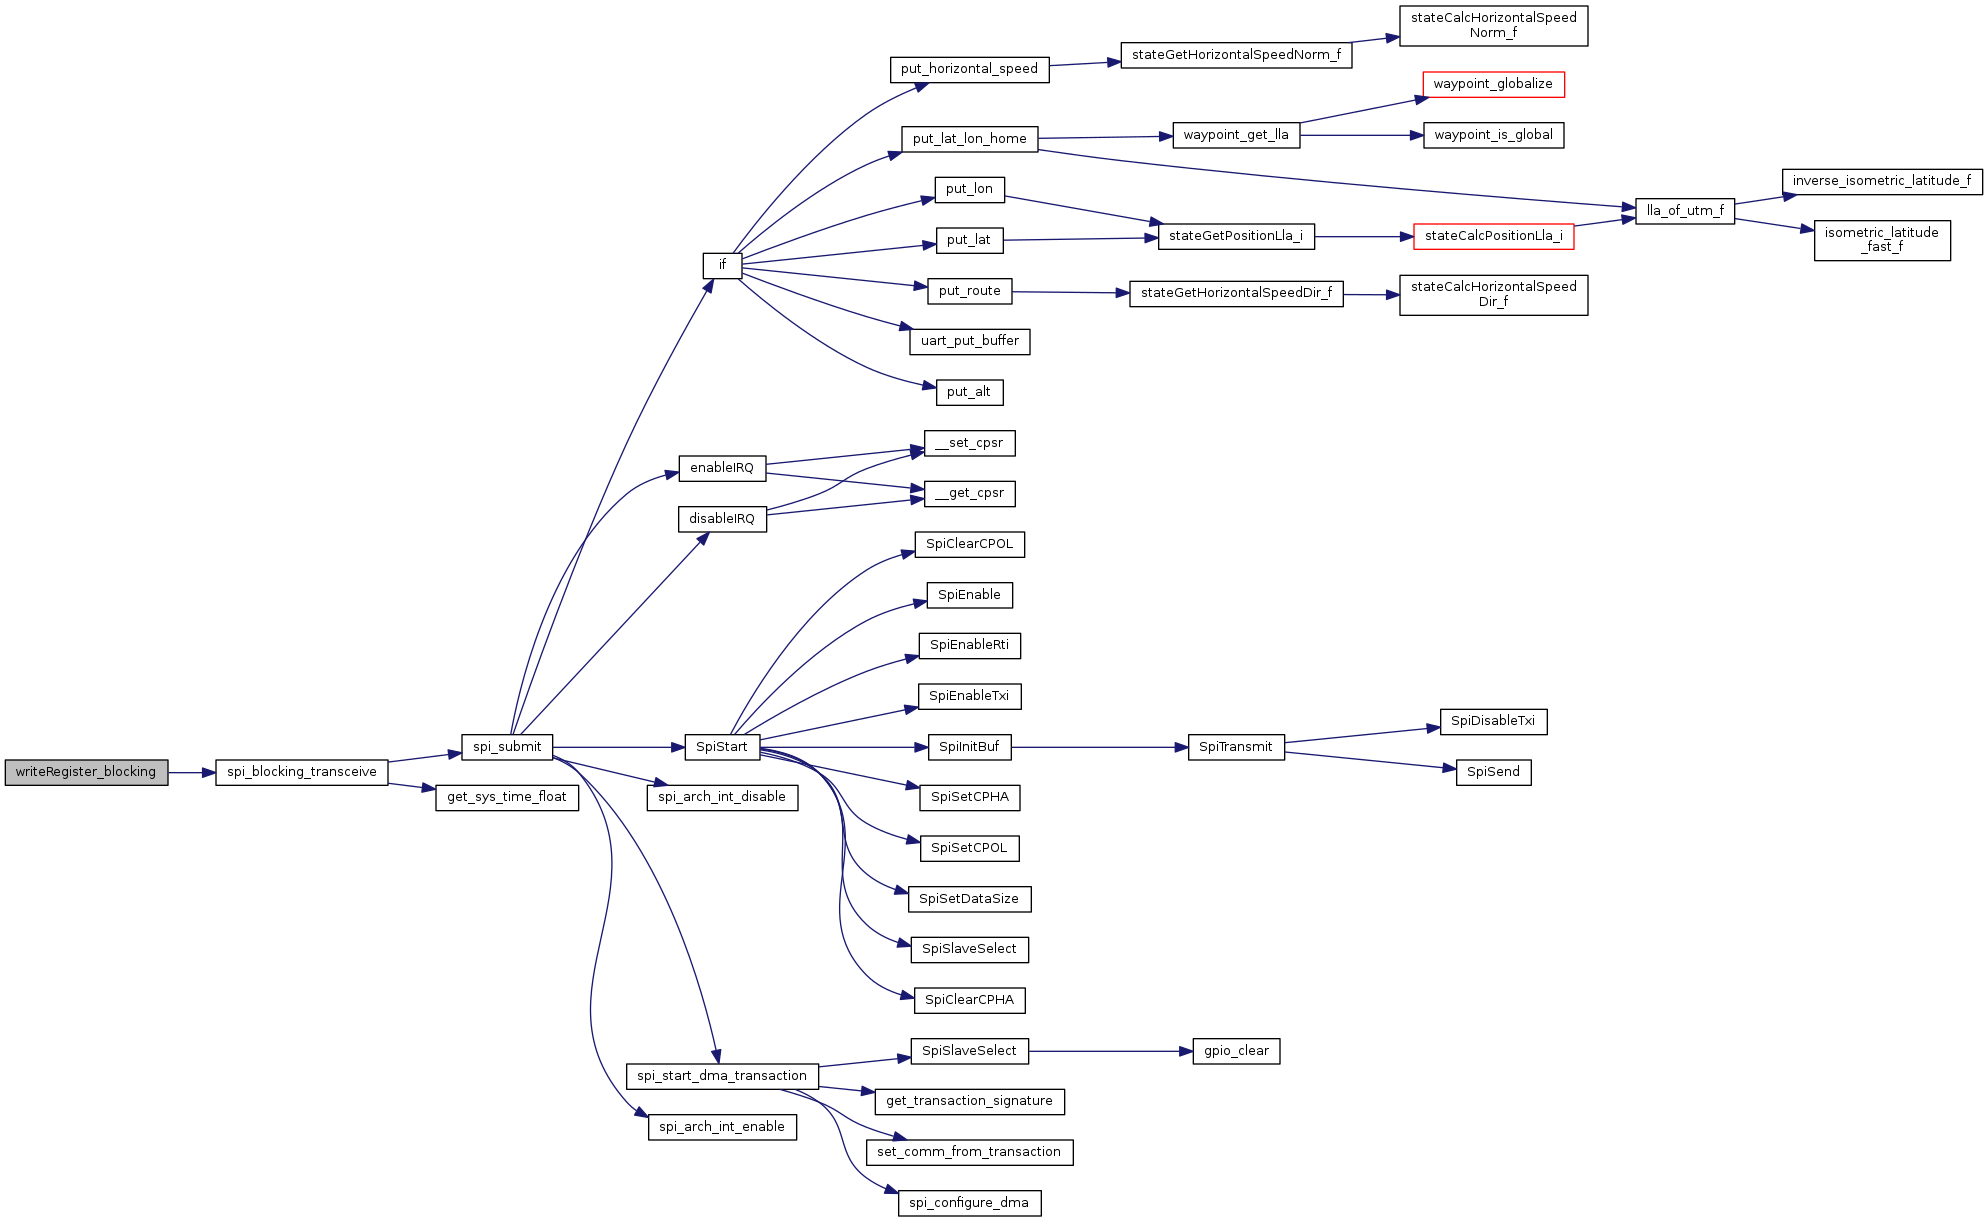 stateCalcHorizontalSpeed
Norm_f
stateGetHorizontalSpeedNorm_f
put_horizontal_speed
waypoint_globalize
put_lat_lon_home
waypoint_get_lla
waypoint_is_global
inverse_isometric_latitude_f
put_lon
lla_of_utm_f
isometric_latitude
_fast_f
stateGetPositionLla_i
stateCalcPositionLla_i
put_lat
if
stateCalcHorizontalSpeed
Dir_f
put_route
stateGetHorizontalSpeedDir_f
uart_put_buffer
put_alt
__set_cpsr
enableIRQ
__get_cpsr
disableIRQ
SpiClearCPOL
SpiEnable
SpiEnableRti
SpiEnableTxi
SpiDisableTxi
spi_submit
SpiStart
SpiInitBuf
SpiTransmit
writeRegister_blocking
spi_blocking_transceive
SpiSend
get_sys_time_float
spi_arch_int_disable
SpiSetCPHA
SpiSetCPOL
SpiSetDataSize
SpiSlaveSelect
SpiClearCPHA
SpiSlaveSelect
gpio_clear
spi_start_dma_transaction
get_transaction_signature
spi_arch_int_enable
set_comm_from_transaction
spi_configure_dma